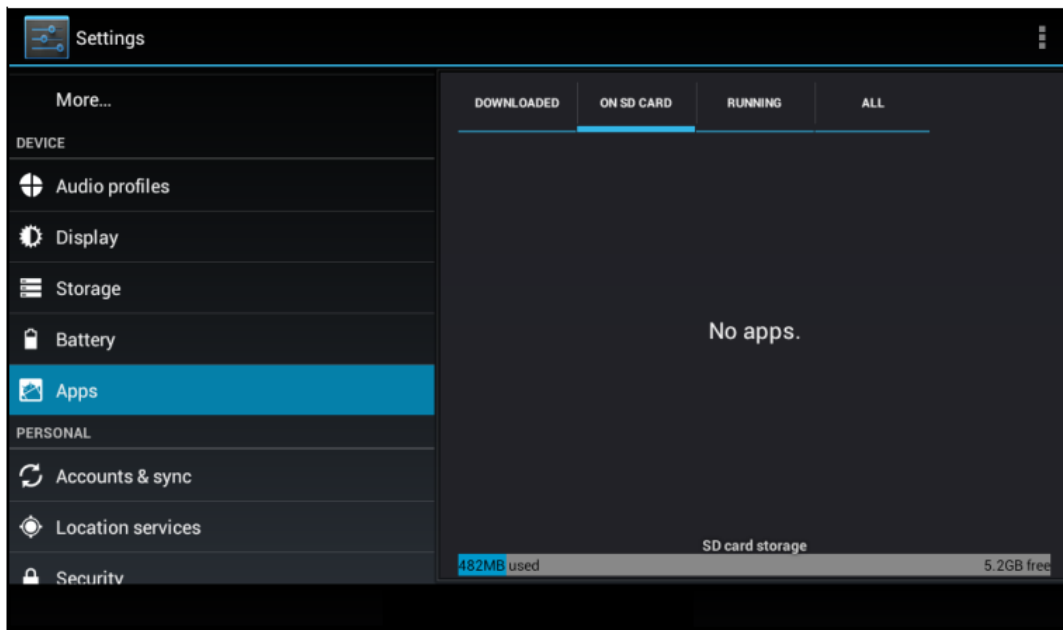 Settings
More...
DEVICE
Audio profiles
Display
Storage
Battery
Apps
PERSONAL
Accounts & sync
Location services
Security
DOWNLOADED
ON SD CARD
RUNNING
ALL
No apps.
SD card storage
482MB used
5.2GB free